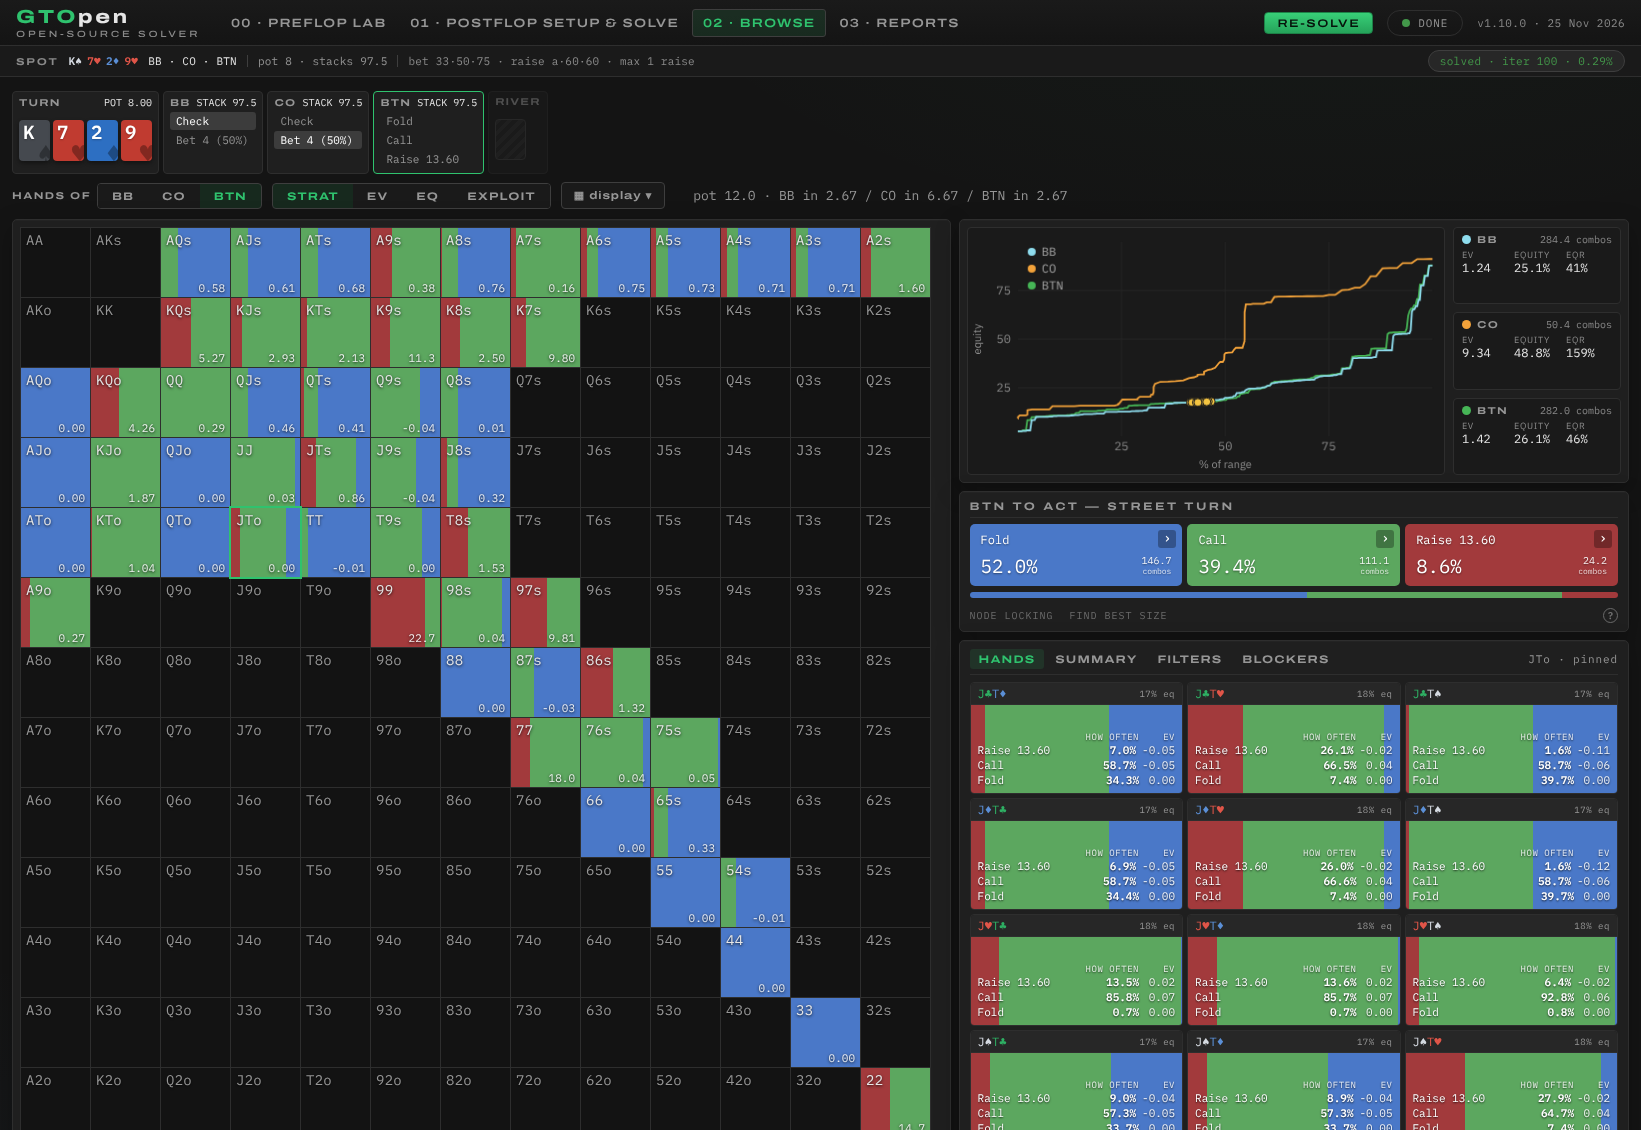 GTOpen
OPEN-SOURCE SOLVER
00 · PREFLOP LAB 01 · POSTFLOP SETUP & SOLVE 02 · BROWSE 03 · REPORTS
RE-SOLVE DONE v1.10.0 · 25 Nov 2026
SPOT K♠ 7♥ 2♦ 9♥ BB · CO · BTN pot 8 · stacks 97.5 bet 33·50·75 · raise a·60·60 · max 1 raise
solved · iter 100 · 0.29%
TURN POT 8.00
K 7 2 9
BB STACK 97.5
Check
Bet 4 (50%)
CO STACK 97.5
Check
Bet 4 (50%)
BTN STACK 97.5
Fold
Call
Raise 13.60
RIVER
HANDS OF BB CO BTN STRAT EV EQ EXPLOIT ▦ display ▾ pot 12.0 · BB in 2.67 / CO in 6.67 / BTN in 2.67
AA AKs AQs AJs ATs A9s A8s A7s A6s A5s A4s A3s A2s
0.58 0.61 0.68 0.38 0.76 0.16 0.75 0.73 0.71 0.71 1.60
AKo KK KQs KJs KTs K9s K8s K7s K6s K5s K4s K3s K2s
5.27 2.93 2.13 11.3 2.50 9.80
AQo KQo QQ QJs QTs Q9s Q8s Q7s Q6s Q5s Q4s Q3s Q2s
0.00 4.26 0.29 0.46 0.41 -0.04 0.01
AJo KJo QJo JJ JTs J9s J8s J7s J6s J5s J4s J3s J2s
0.00 1.87 0.00 0.03 0.86 -0.04 0.32
ATo KTo QTo JTo TT T9s T8s T7s T6s T5s T4s T3s T2s
0.00 1.04 0.00 0.00 -0.01 0.00 1.53
A9o K9o Q9o J9o T9o 99 98s 97s 96s 95s 94s 93s 92s
0.27 22.7 0.04 9.81
A8o K8o Q8o J8o T8o 98o 88 87s 86s 85s 84s 83s 82s
0.00 -0.03 1.32
A7o K7o Q7o J7o T7o 97o 87o 77 76s 75s 74s 73s 72s
18.0 0.04 0.05
A6o K6o Q6o J6o T6o 96o 86o 76o 66 65s 64s 63s 62s
0.00 0.33
A5o K5o Q5o J5o T5o 95o 85o 75o 65o 55 54s 53s 52s
0.00 -0.01
A4o K4o Q4o J4o T4o 94o 84o 74o 64o 54o 44 43s 42s
0.00
A3o K3o Q3o J3o T3o 93o 83o 73o 63o 53o 43o 33 32s
0.00
A2o K2o Q2o J2o T2o 92o 82o 72o 62o 52o 42o 32o 22
14.7
BB
CO
BTN
75
50
25
equity
25 50 75
% of range
BB 284.4 combos
EV EQUITY EQR
1.24 25.1% 41%
CO 50.4 combos
EV EQUITY EQR
9.34 48.8% 159%
BTN 282.0 combos
EV EQUITY EQR
1.42 26.1% 46%
BTN TO ACT — STREET TURN
Fold ›
52.0% 146.7 combos
Call ›
39.4% 111.1 combos
Raise 13.60 ›
8.6% 24.2 combos
NODE LOCKING FIND BEST SIZE ?
HANDS SUMMARY FILTERS BLOCKERS JTo · pinned
J♣T♦ 17% eq J♣T♥ 18% eq J♣T♠ 17% eq
HOW OFTEN EV HOW OFTEN EV HOW OFTEN EV
Raise 13.60 7.0% -0.05 Raise 13.60 26.1% -0.02 Raise 13.60 1.6% -0.11
Call 58.7% -0.05 Call 66.5% 0.04 Call 58.7% -0.06
Fold 34.3% 0.00 Fold 7.4% 0.00 Fold 39.7% 0.00
J♦T♣ 17% eq J♦T♥ 18% eq J♦T♠ 17% eq
HOW OFTEN EV HOW OFTEN EV HOW OFTEN EV
Raise 13.60 6.9% -0.05 Raise 13.60 26.0% -0.02 Raise 13.60 1.6% -0.12
Call 58.7% -0.05 Call 66.6% 0.04 Call 58.7% -0.06
Fold 34.4% 0.00 Fold 7.4% 0.00 Fold 39.7% 0.00
J♥T♣ 18% eq J♥T♦ 18% eq J♥T♠ 18% eq
HOW OFTEN EV HOW OFTEN EV HOW OFTEN EV
Raise 13.60 13.5% 0.02 Raise 13.60 13.6% 0.02 Raise 13.60 6.4% -0.02
Call 85.8% 0.07 Call 85.7% 0.07 Call 92.8% 0.06
Fold 0.7% 0.00 Fold 0.7% 0.00 Fold 0.8% 0.00
J♠T♣ 17% eq J♠T♦ 17% eq J♠T♥ 18% eq
HOW OFTEN EV HOW OFTEN EV HOW OFTEN EV
Raise 13.60 9.0% -0.04 Raise 13.60 8.9% -0.04 Raise 13.60 27.9% -0.02
Call 57.3% -0.05 Call 57.3% -0.05 Call 64.7% 0.04
Fold 33.7% 0.00 Fold 33.7% 0.00 Fold 7.4% 0.00